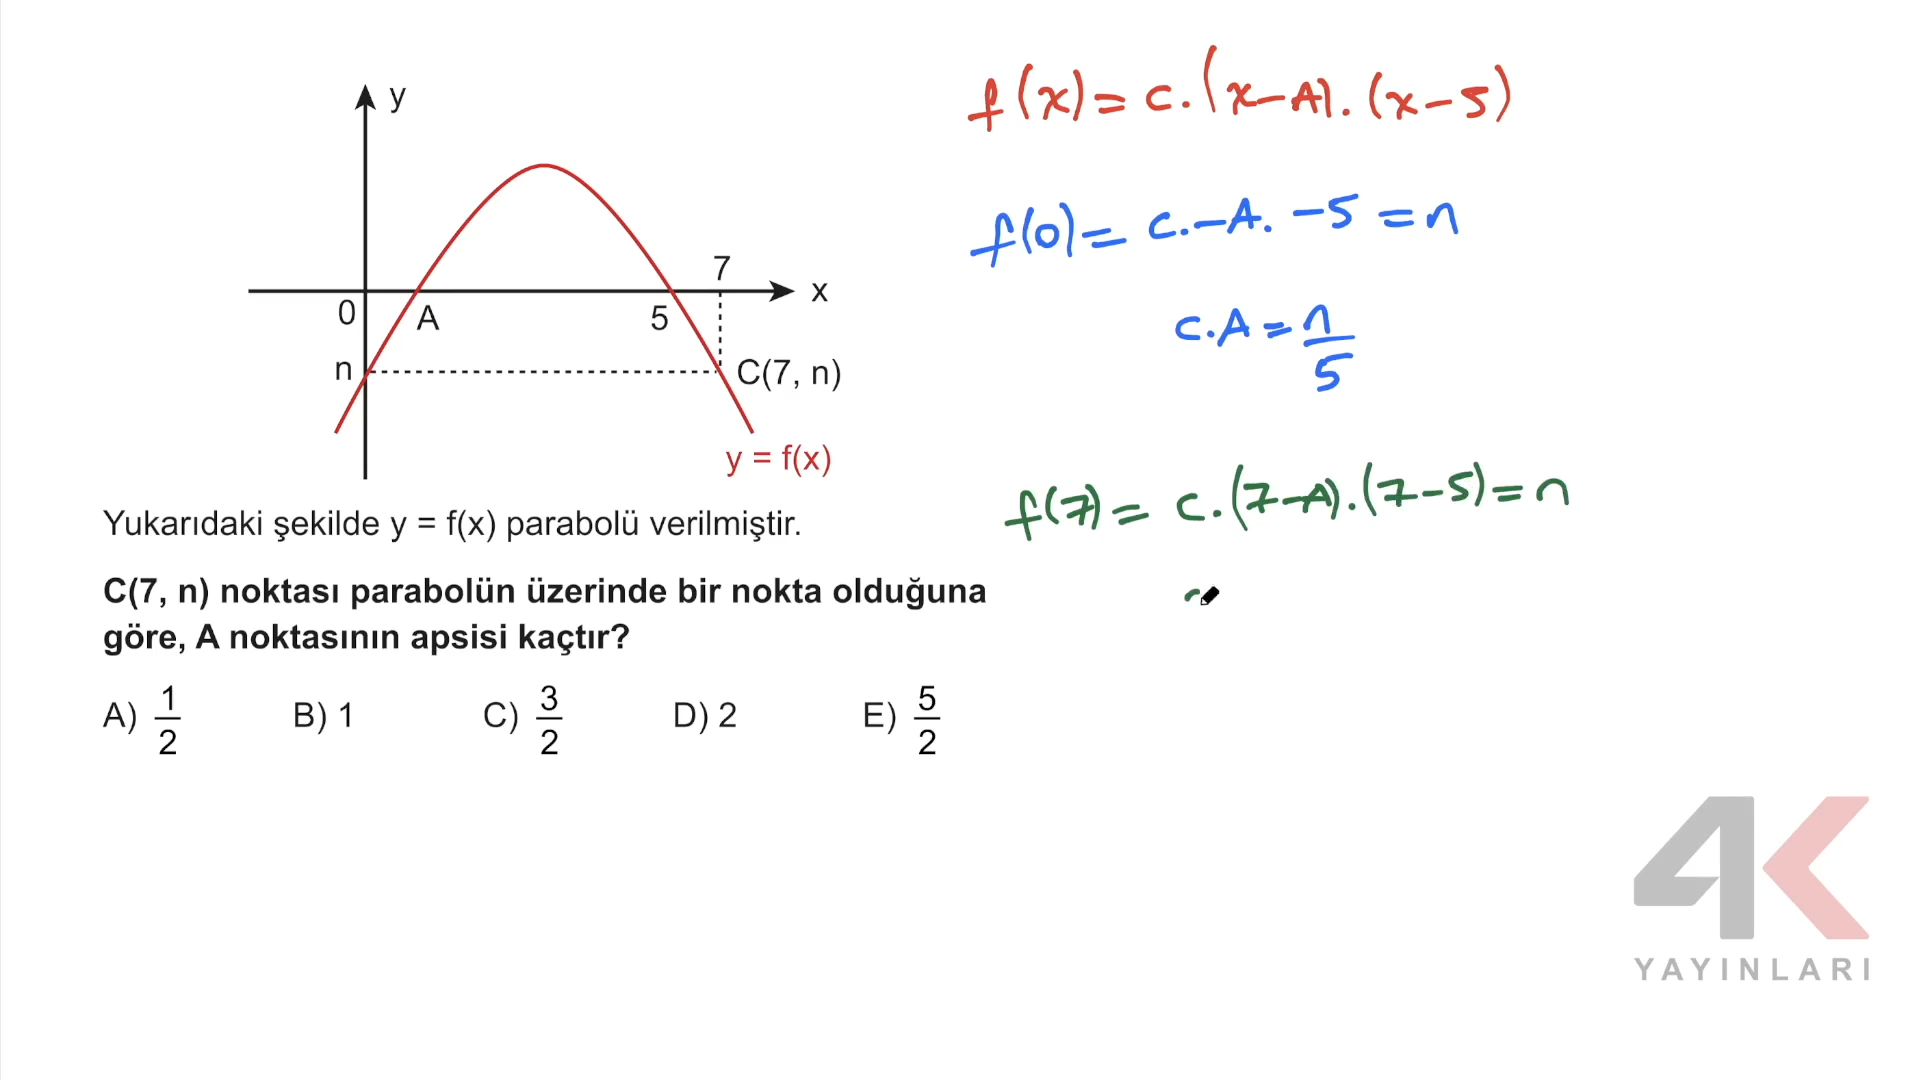 y
7
x
0
A
5
n
C(7, n)
y = f(x)
Yukarıdaki şekilde y = f(x) parabolü verilmiştir.
C(7, n) noktası parabolün üzerinde bir nokta olduğuna
göre, A noktasının apsisi kaçtır?
A) 1/2 B) 1 C) 3/2 D) 2 E) 5/2
f(x) = c.(x-A).(x-5)
f(0) = c.-A.-5 = n
c.A = n/5
f(7) = c.(7-A).(7-5) = n
4K
YAYINLARI